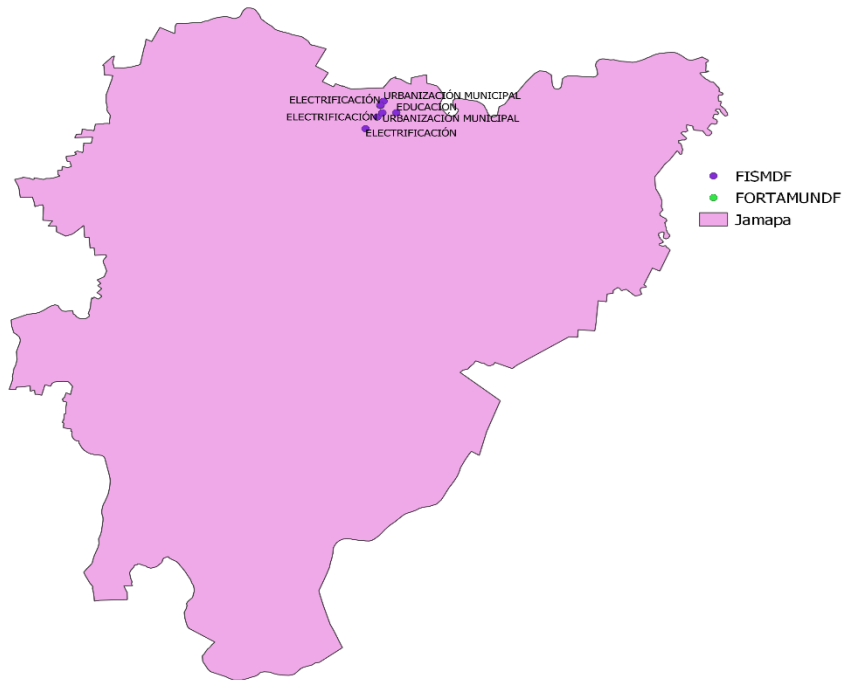 URBANIZACIÓN MUNICIPAL
ELECTRIFICACIÓN
EDUCACIÓN
ELECTRIFICACIÓN
URBANIZACIÓN MUNICIPAL
ELECTRIFICACIÓN
FISMDF
FORTAMUNDF
Jamapa